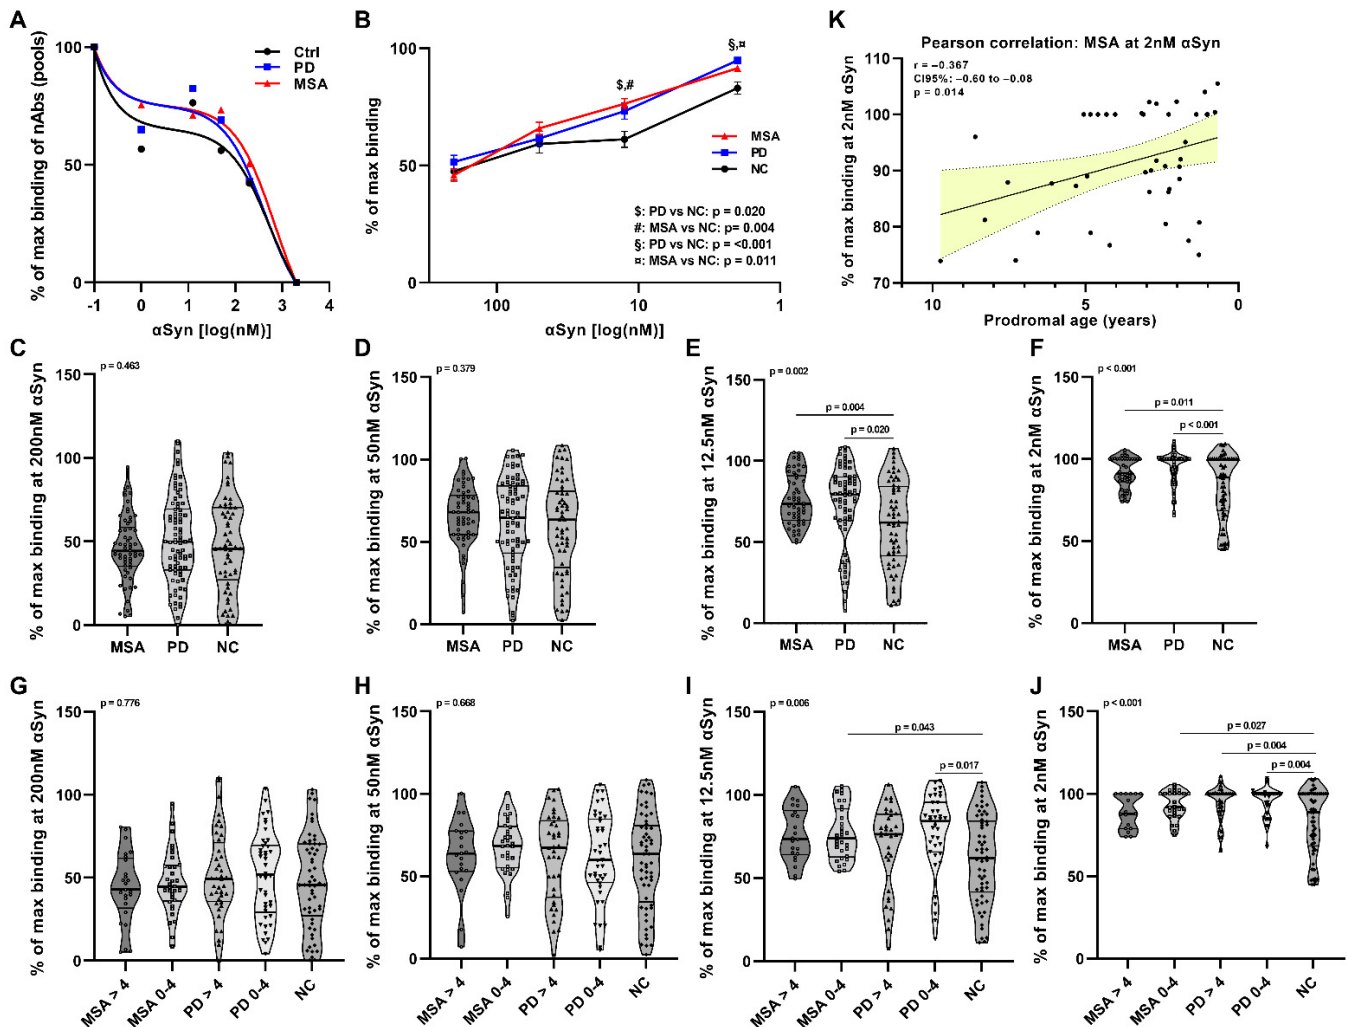 A
% of max binding of nAbs (pools)
100
50
0
-1
0
1
2
3
4
αSyn [log(nM)]
Ctrl
PD
MSA
B
% of max binding
100
50
0
100
10
1
αSyn [log(nM)]
§,¤
$,#
MSA
PD
NC
$: PD vs NC: p = 0.020
#: MSA vs NC: p= 0.004
§: PD vs NC: p = <0.001
¤: MSA vs NC: p = 0.011
K
Pearson correlation: MSA at 2nM αSyn
r = −0.367
CI95%: −0.60 to −0.08
p = 0.014
% of max binding at 2nM αSyn
110
100
90
80
70
10
5
0
Prodromal age (years)
C
p = 0.463
% of max binding at 200nM αSyn
150
100
50
0
MSA
PD
NC
D
p = 0.379
% of max binding at 50nM αSyn
150
100
50
0
MSA
PD
NC
E
p = 0.002
p = 0.004
p = 0.020
% of max binding at 12.5nM αSyn
150
100
50
0
MSA
PD
NC
F
p < 0.001
p = 0.011
p < 0.001
% of max binding at 2nM αSyn
150
100
50
0
MSA
PD
NC
G
p = 0.776
% of max binding at 200nM αSyn
150
100
50
0
MSA > 4
MSA 0-4
PD > 4
PD 0-4
NC
H
p = 0.668
% of max binding at 50nM αSyn
150
100
50
0
MSA > 4
MSA 0-4
PD > 4
PD 0-4
NC
I
p = 0.006
p = 0.043
p = 0.017
% of max binding at 12.5nM αSyn
150
100
50
0
MSA > 4
MSA 0-4
PD > 4
PD 0-4
NC
J
p < 0.001
p = 0.027
p = 0.004
p = 0.004
% of max binding at 2nM αSyn
150
100
50
0
MSA > 4
MSA 0-4
PD > 4
PD 0-4
NC